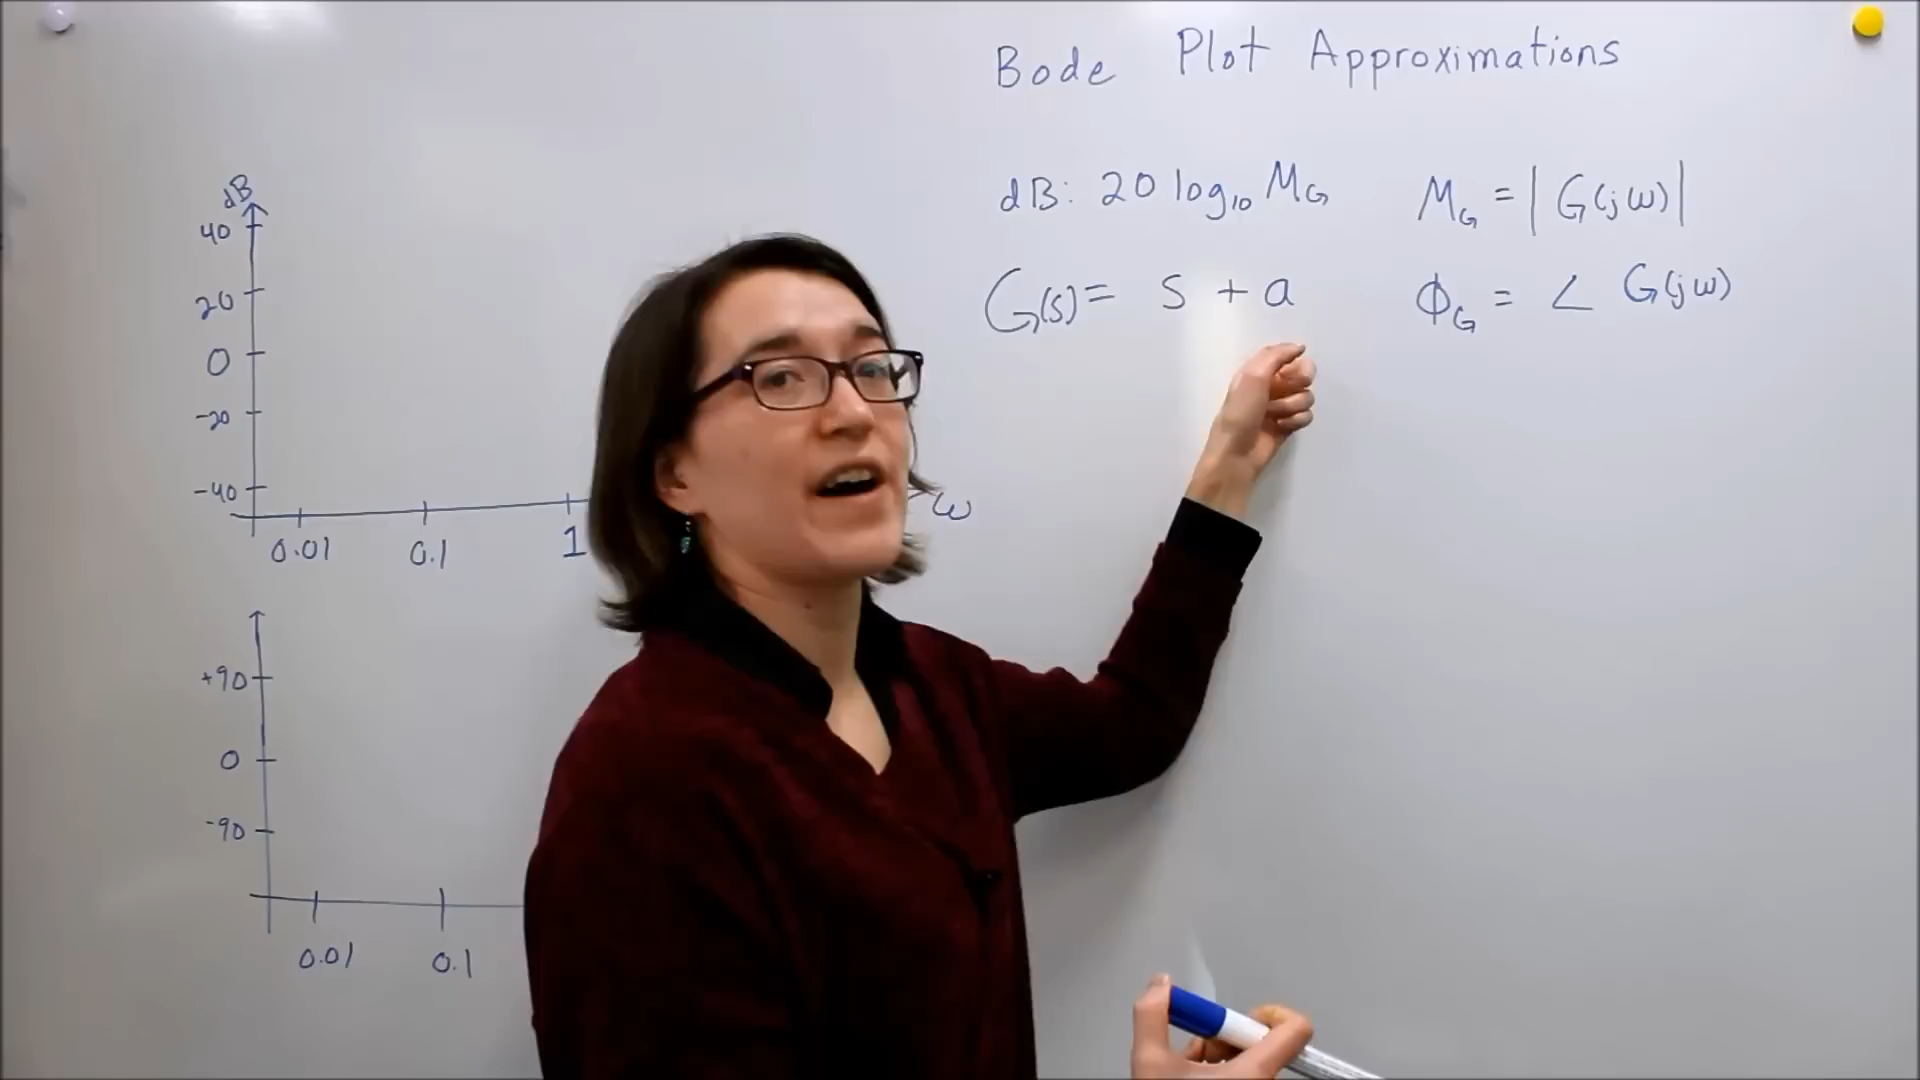 Bode Plot Approximations
dB: 20 log10 MG   MG = | G(jω)|
G(s) = s + a   ϕG = ∠ G(jω)
dB
40
20
0
-20
-40
0.01 0.1 1 ω
+90
0
-90
0.01 0.1